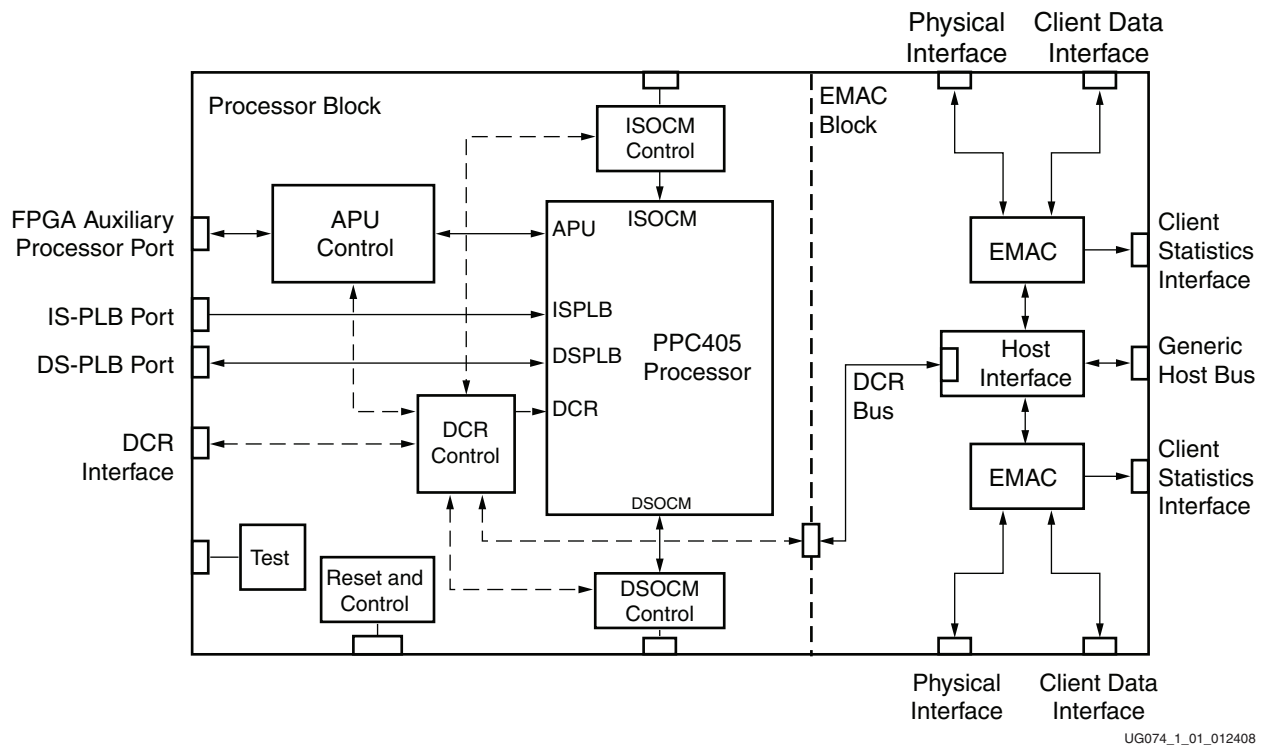 Physical
Interface
Client Data
Interface
Processor Block
EMAC
Block
ISOCM
Control
FPGA Auxiliary
Processor Port
APU
Control
APU
ISOCM
EMAC
Client
Statistics
Interface
IS-PLB Port
ISPLB
PPC405
Processor
DS-PLB Port
DSPLB
Host
Interface
Generic
Host Bus
DCR
Bus
DCR
DCR
Control
DCR
Interface
EMAC
Client
Statistics
Interface
DSOCM
Test
Reset and
Control
DSOCM
Control
Physical
Interface
Client Data
Interface
UG074_1_01_012408